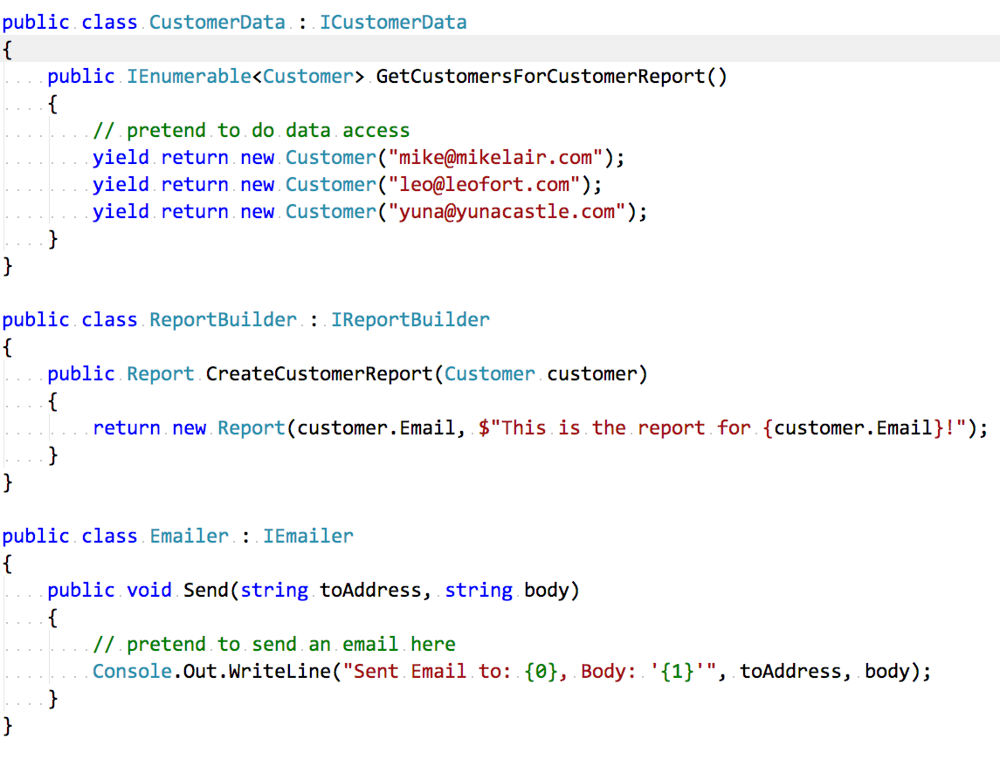 public class CustomerData : ICustomerData
{
    public IEnumerable<Customer> GetCustomersForCustomerReport()
    {
        // pretend to do data access
        yield return new Customer("mike@mikelair.com");
        yield return new Customer("leo@leofort.com");
        yield return new Customer("yuna@yunacastle.com");
    }
}

public class ReportBuilder : IReportBuilder
{
    public Report CreateCustomerReport(Customer customer)
    {
        return new Report(customer.Email, $"This is the report for {customer.Email}!");
    }
}

public class Emailer : IEmailer
{
    public void Send(string toAddress, string body)
    {
        // pretend to send an email here
        Console.Out.WriteLine("Sent Email to: {0}, Body: '{1}'", toAddress, body);
    }
}